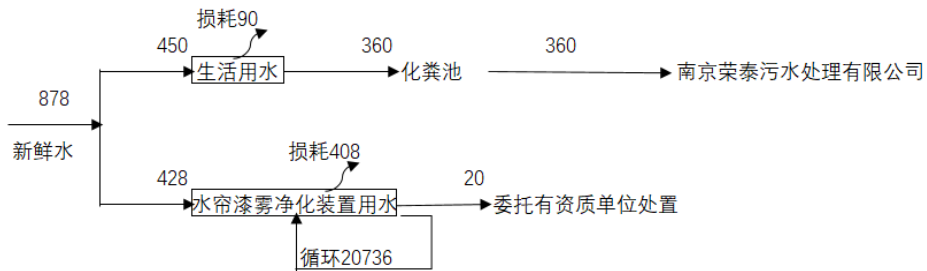 损耗90
450
360
360
生活用水
化粪池
南京荣泰污水处理有限公司
878
新鲜水
损耗408
428
20
水帘漆雾净化装置用水
委托有资质单位处置
循环20736